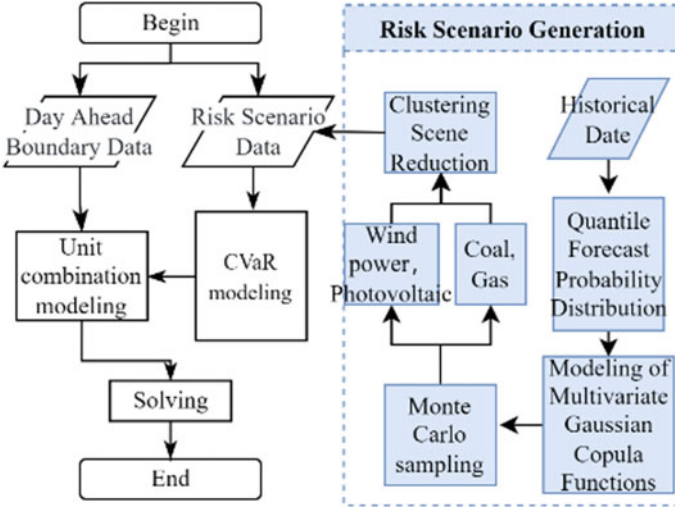 Begin
Day Ahead
Boundary Data
Risk Scenario
Data
Unit
combination
modeling
CVaR
modeling
Solving
End
Risk Scenario Generation
Clustering
Scene
Reduction
Historical
Date
Wind
power,
Photovoltaic
Coal,
Gas
Quantile
Forecast
Probability
Distribution
Monte
Carlo
sampling
Modeling of
Multivariate
Gaussian
Copula
Functions